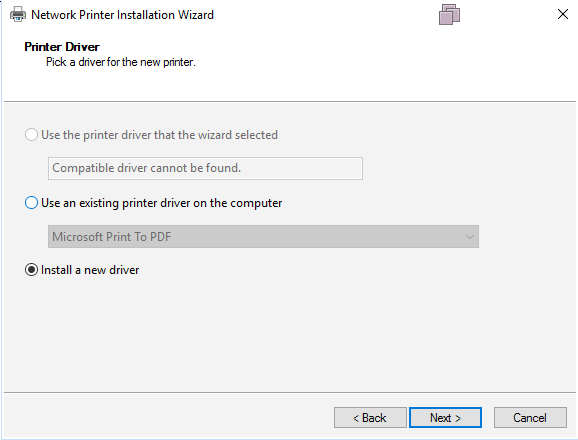 Network Printer Installation Wizard
Printer Driver
Pick a driver for the new printer.
Use the printer driver that the wizard selected
Compatible driver cannot be found.
Use an existing printer driver on the computer
Microsoft Print To PDF
Install a new driver
< Back
Next >
Cancel